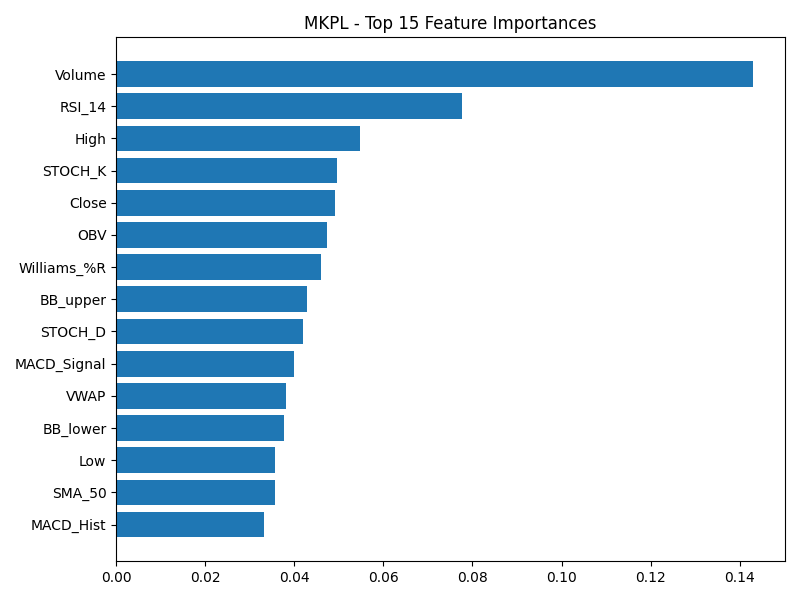 MKPL - Top 15 Feature Importances
Volume
RSI_14
High
STOCH_K
Close
OBV
Williams_%R
BB_upper
STOCH_D
MACD_Signal
VWAP
BB_lower
Low
SMA_50
MACD_Hist
0.00 0.02 0.04 0.06 0.08 0.10 0.12 0.14